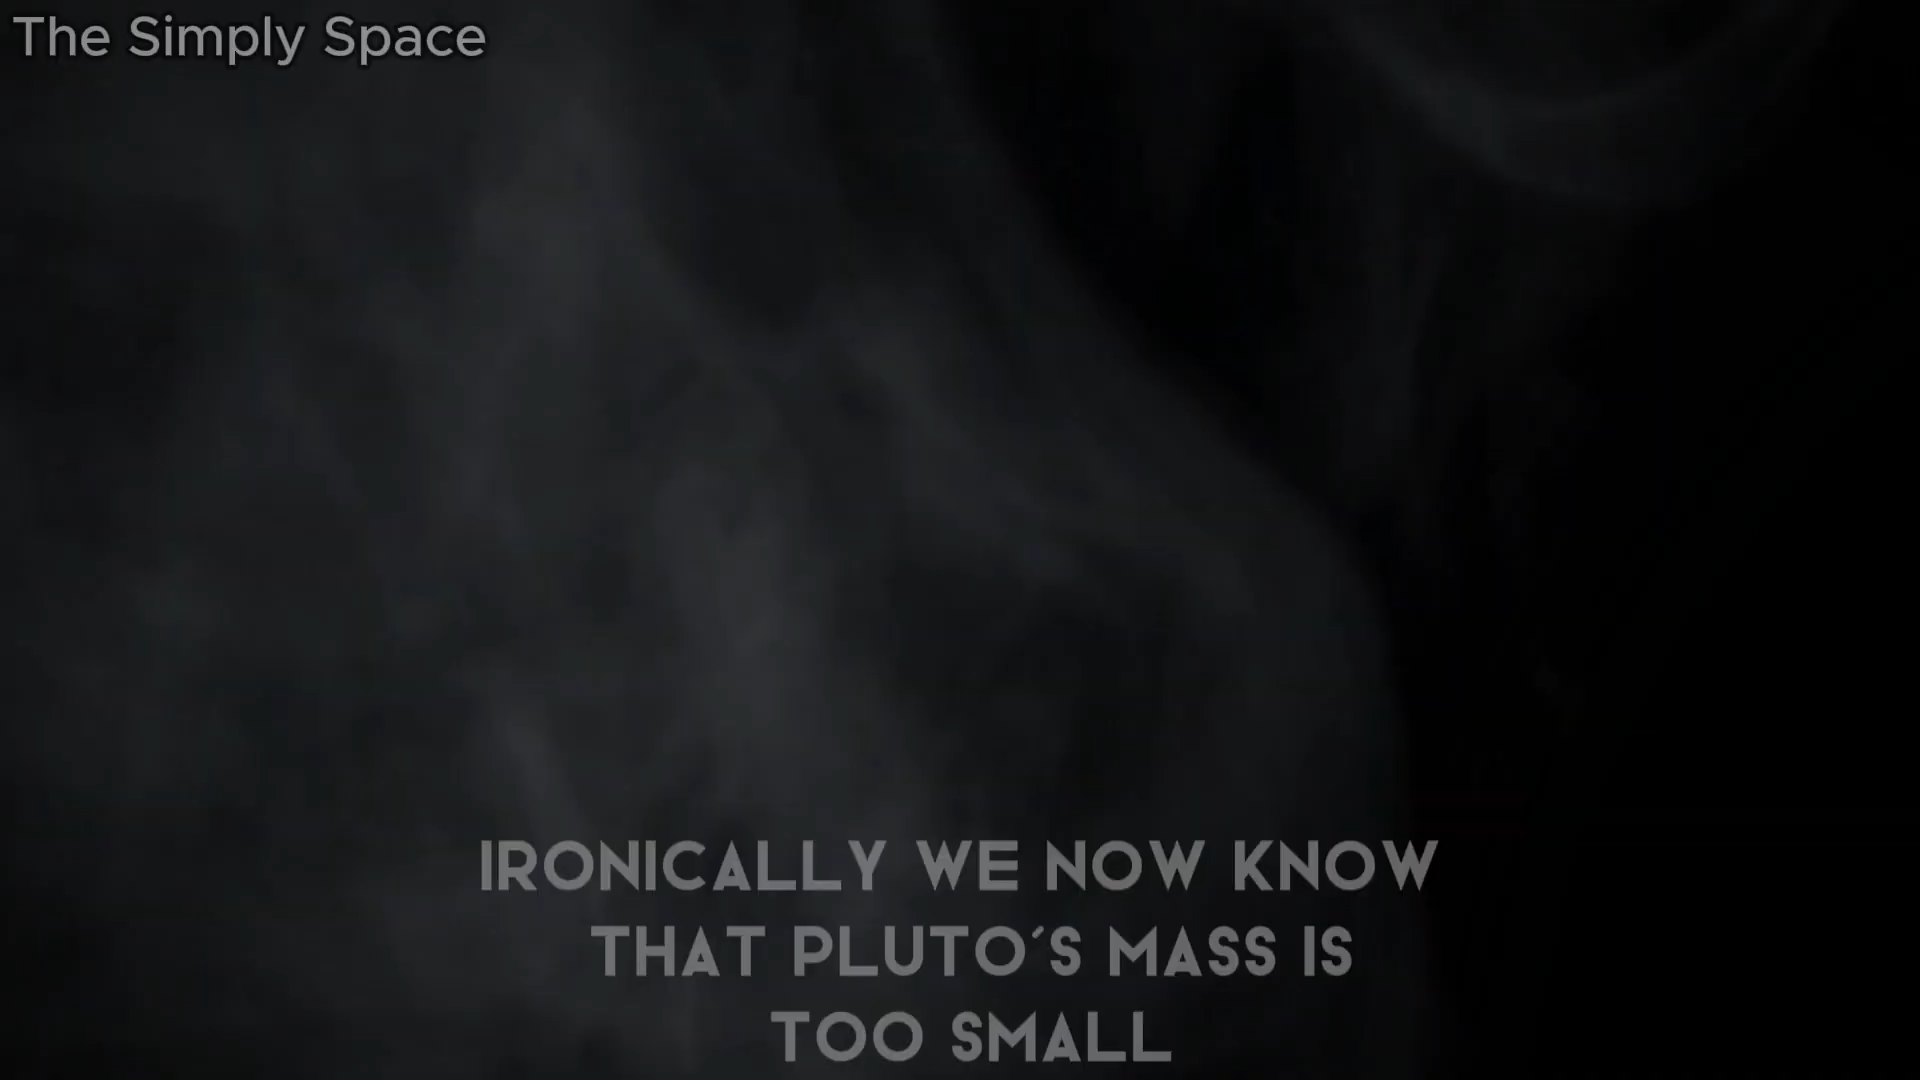 The Simply Space
IRONICALLY WE NOW KNOW
THAT PLUTO'S MASS IS
TOO SMALL